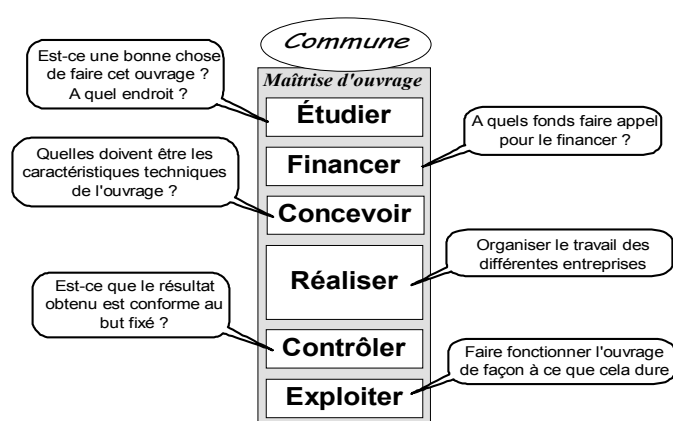 Commune
Maîtrise d'ouvrage
Est-ce une bonne chose
de faire cet ouvrage ?
A quel endroit ?
Étudier
A quels fonds faire appel
pour le financer ?
Financer
Quelles doivent être les
caractéristiques techniques
de l'ouvrage ?
Concevoir
Organiser le travail des
différentes entreprises
Réaliser
Est-ce que le résultat
obtenu est conforme au
but fixé ?
Contrôler
Faire fonctionner l'ouvrage
de façon à ce que cela dure
Exploiter